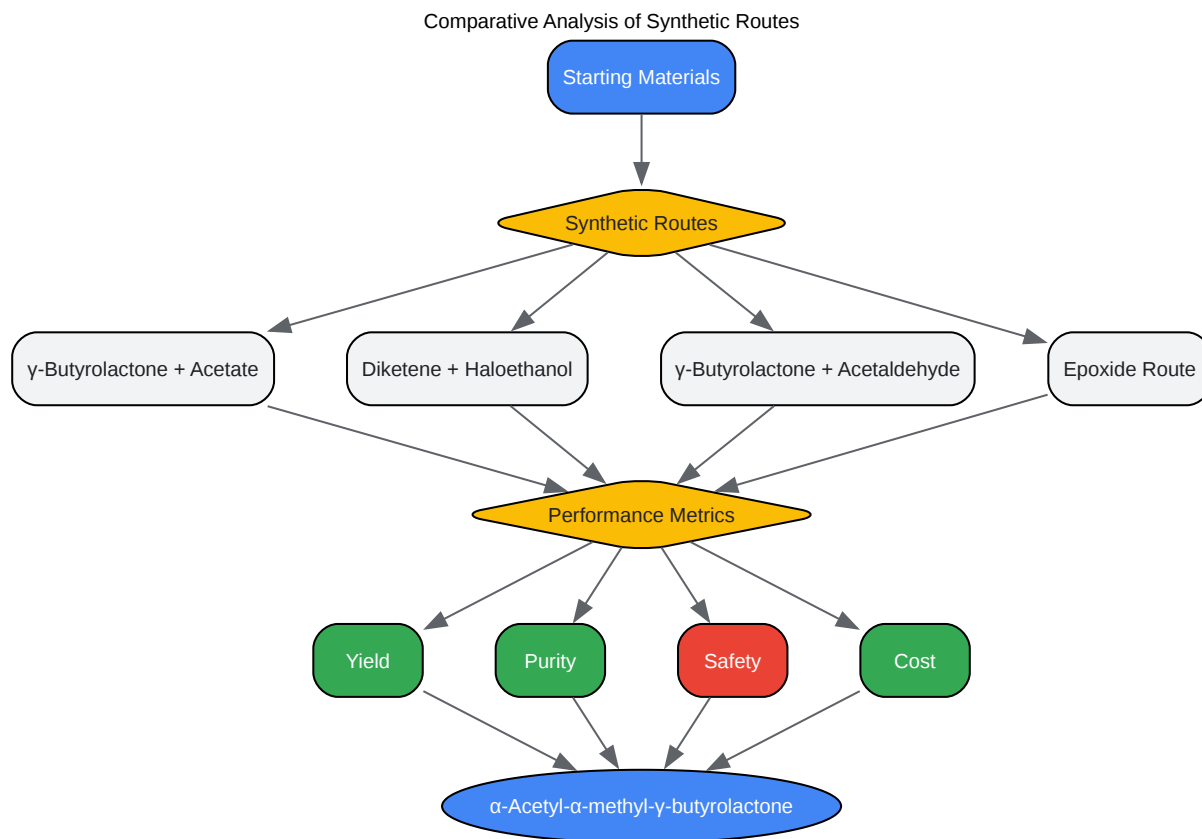 Comparative Analysis of Synthetic Routes
Starting Materials
Synthetic Routes
γ-Butyrolactone + Acetate
Diketene + Haloethanol
γ-Butyrolactone + Acetaldehyde
Epoxide Route
Performance Metrics
Yield
Purity
Safety
Cost
α-Acetyl-α-methyl-γ-butyrolactone